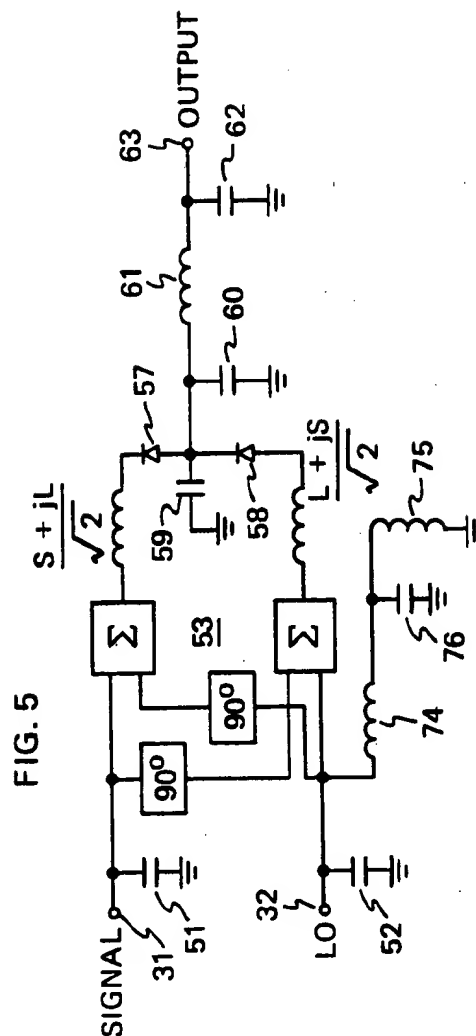 FIG. 5
SIGNAL
31
51
90°
90°
Σ
S + jL
√2
53
57
59
58
60
61
62
63
OUTPUT
LO
32
52
Σ
L + jS
√2
74
76
75